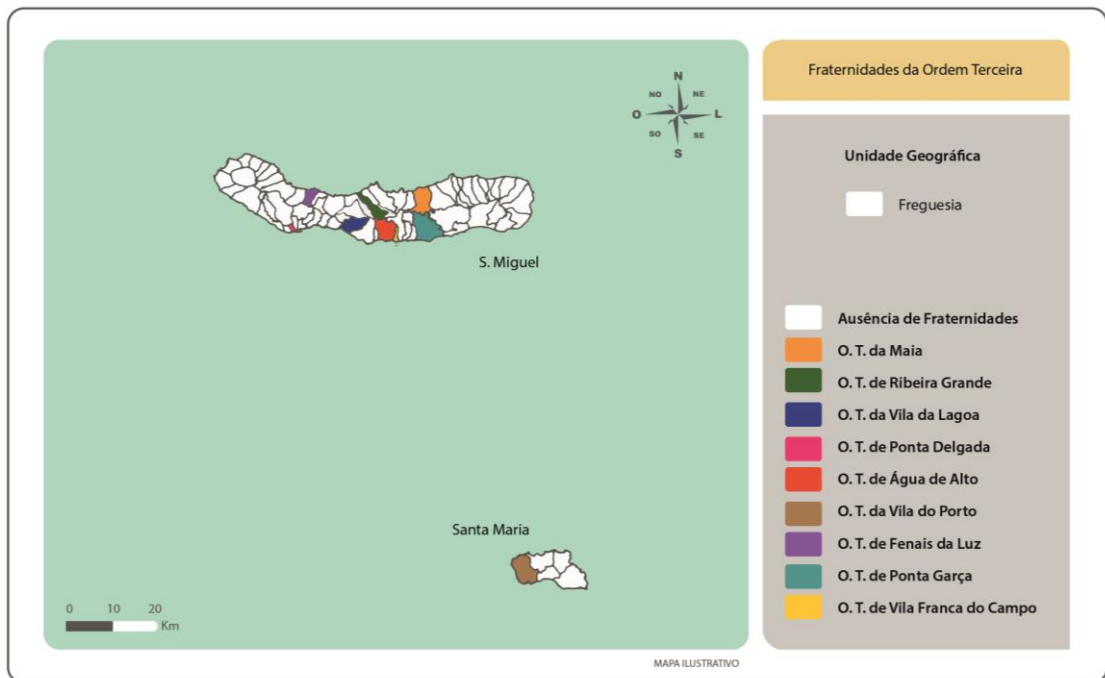 N
NO NE
O L
SO SE
S
S. Miguel
Santa Maria
0 10 20
Km
MAPA ILUSTRATIVO
Fraternidades da Ordem Terceira
Unidade Geográfica
Freguesia
Ausência de Fraternidades
O. T. da Maia
O. T. de Ribeira Grande
O. T. da Vila da Lagoa
O. T. de Ponta Delgada
O. T. de Água de Alto
O. T. da Vila do Porto
O. T. de Fenais da Luz
O. T. de Ponta Garça
O. T. de Vila Franca do Campo